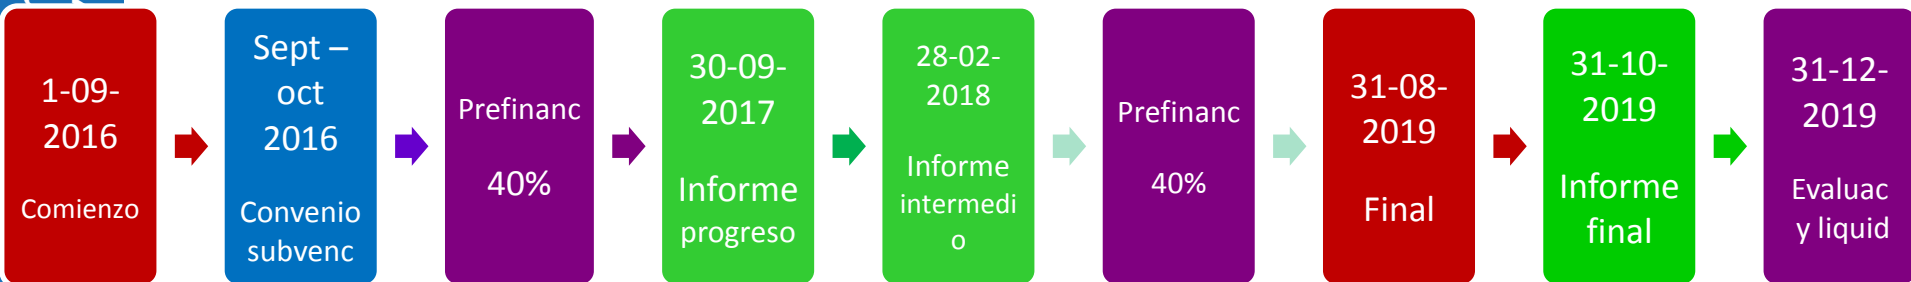 1-09-
2016
Comienzo
Sept –
oct
2016
Convenio
subvenc
Prefinanc
40%
30-09-
2017
Informe
progreso
28-02-
2018
Informe
intermedi
o
Prefinanc
40%
31-08-
2019
Final
31-10-
2019
Informe
final
31-12-
2019
Evaluac
y liquid